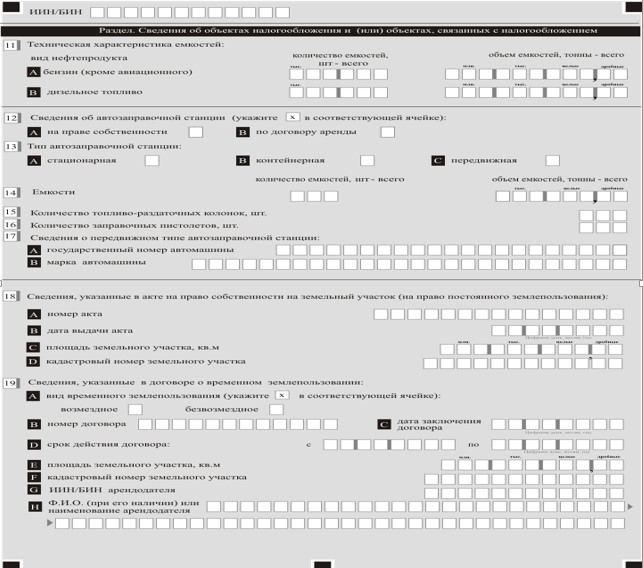 ИИН/БИН
Раздел. Сведения об объектах налогообложения и (или) объектах, связанных с налогообложением
11 Техническая характеристика емкостей:
вид нефтепродукта количество емкостей, шт - всего объем емкостей, тонны - всего
тыс. млн. тыс. целые дробные
A бензин (кроме авиационного)
тыс. млн. тыс. целые дробные
B дизельное топливо
12 Сведения об автозаправочной станции (укажите x в соответствующей ячейке):
A на праве собственности B по договору аренды
13 Тип автозаправочной станции:
A стационарная B контейнерная C передвижная
количество емкостей, шт - всего объем емкостей, тонны - всего
тыс. целые дробные
14 Емкости
15 Количество топливо-раздаточных колонок, шт.
16 Количество заправочных пистолетов, шт.
17 Сведения о передвижном типе автозаправочной станции:
A государственный номер автомашины
B марка автомашины
18 Сведения, указанные в акте на право собственности на земельный участок (на право постоянного землепользования):
A номер акта
B дата выдачи акта
млн. тыс. целые дробные
C площадь земельного участка, кв.м
D кадастровый номер земельного участка
19 Сведения, указанные в договоре о временном землепользовании:
A вид временного землепользования (укажите x в соответствующей ячейке):
возмездное безвозмездное
B номер договора C дата заключения договора
D срок действия договора: с по
млн. тыс. целые дробные
E площадь земельного участка, кв.м
F кадастровый номер земельного участка
G ИИН/БИН арендодателя
H Ф.И.О. (при его наличии) или
наименование арендодателя